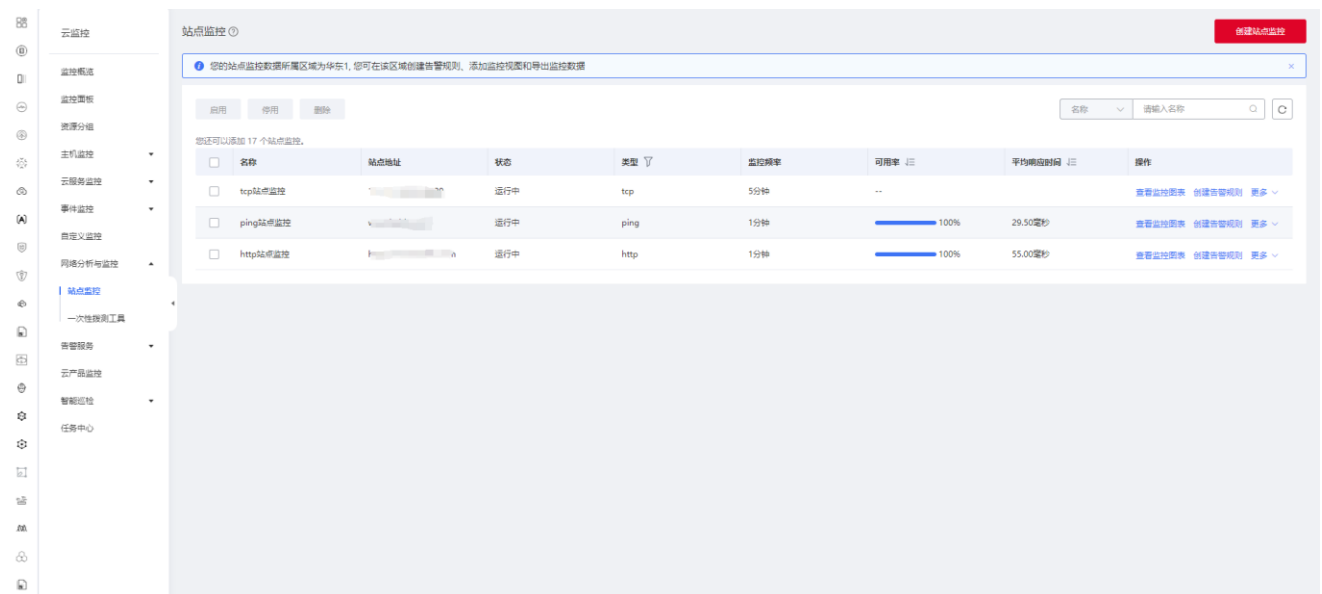 云监控
监控概览
监控面板
资源分组
主机监控
云服务监控
事件监控
自定义监控
网络分析与监控
站点监控
一次性拨测工具
告警服务
云产品监控
智能巡检
任务中心
站点监控
创建站点监控
您的站点监控数据所属区域为华东1, 您可在该区域创建告警规则、添加监控视图和导出监控数据
启用 停用 删除 名称 请输入名称
您还可以添加 17 个站点监控。
名称 站点地址 状态 类型 监控频率 可用率 平均响应时间 操作
tcp站点监控 运行中 tcp 5分钟 -- 查看监控图表 创建告警规则 更多
ping站点监控 运行中 ping 1分钟 100% 29.50毫秒 查看监控图表 创建告警规则 更多
http站点监控 运行中 http 1分钟 100% 55.00毫秒 查看监控图表 创建告警规则 更多